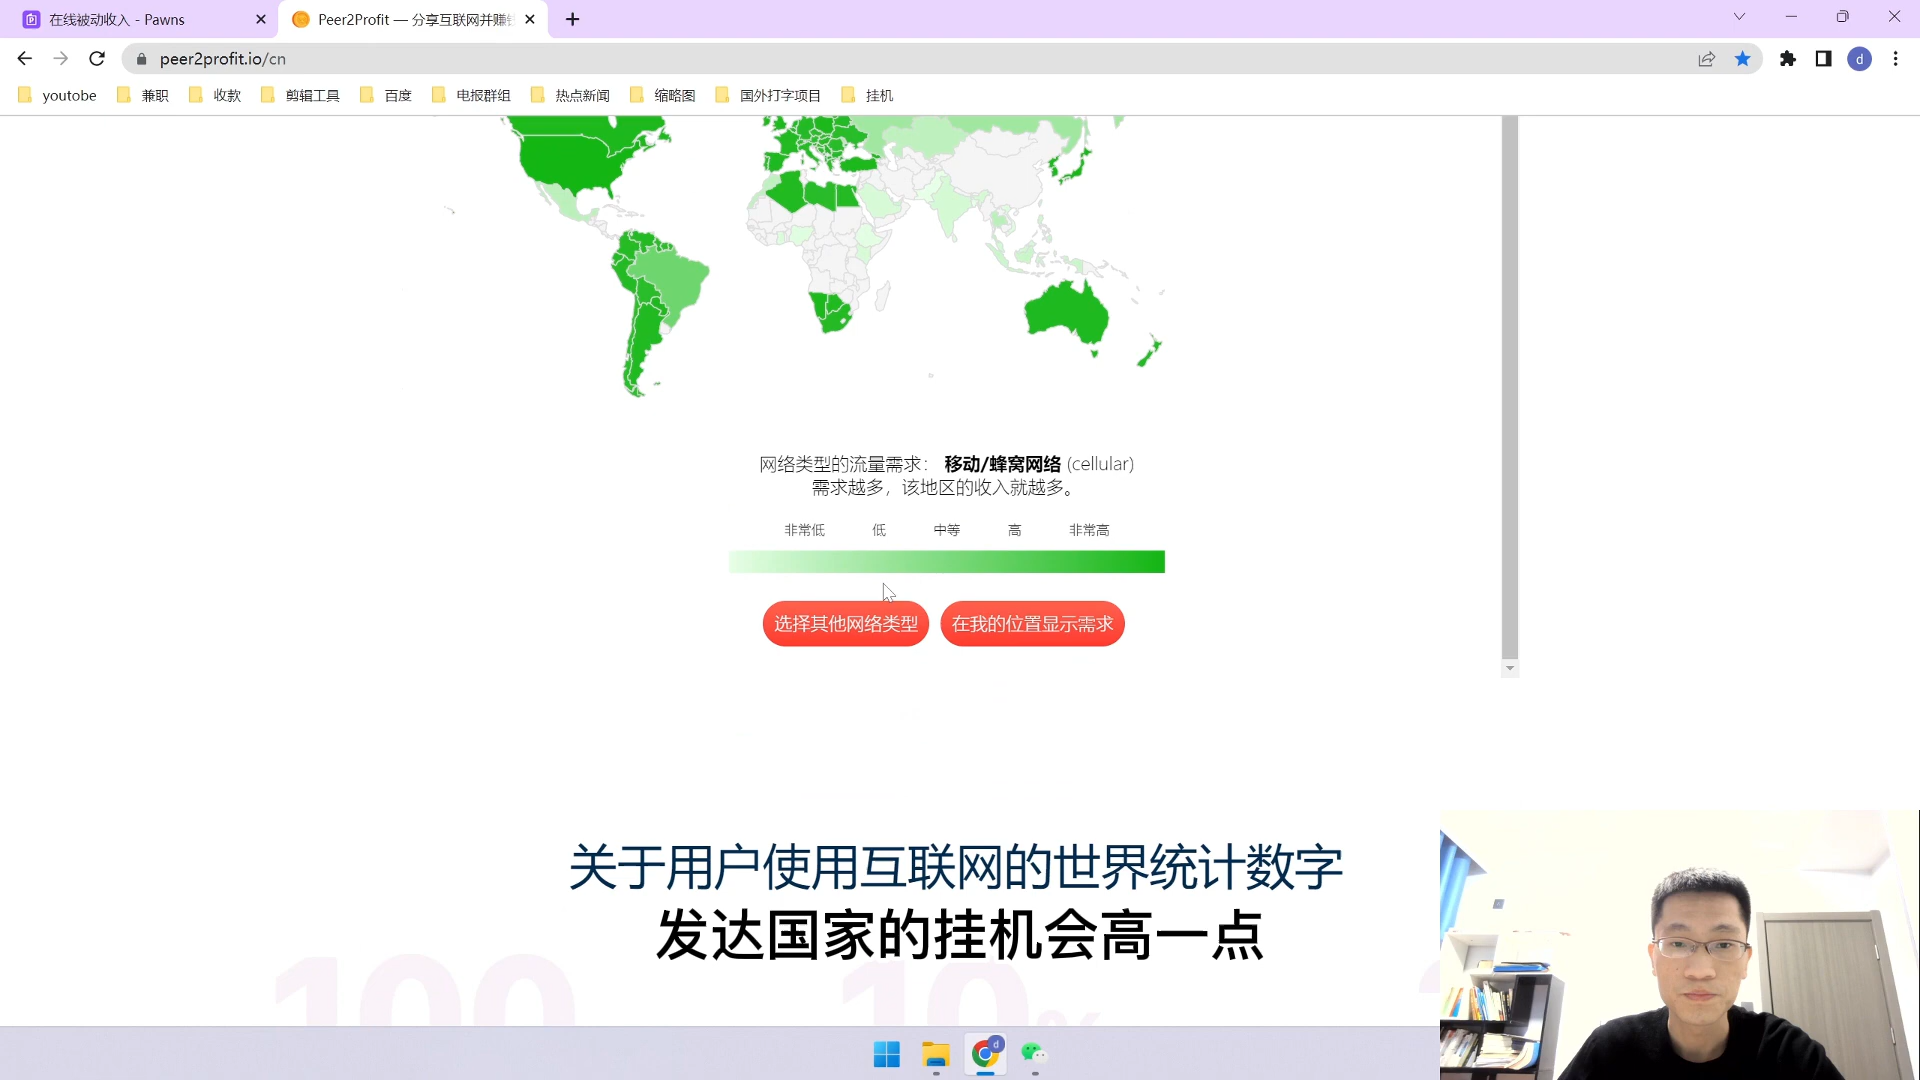 在线被动收入 - Pawns
Peer2Profit — 分享互联网并赚
peer2profit.io/cn
d
youtobe
兼职
收款
剪辑工具
百度
电报群组
热点新闻
缩略图
国外打字项目
挂机
网络类型的流量需求： 移动/蜂窝网络 (cellular)
需求越多，该地区的收入就越多。
非常低 低 中等 高 非常高
选择其他网络类型
在我的位置显示需求
关于用户使用互联网的世界统计数字
发达国家的挂机会高一点
100
10%
d